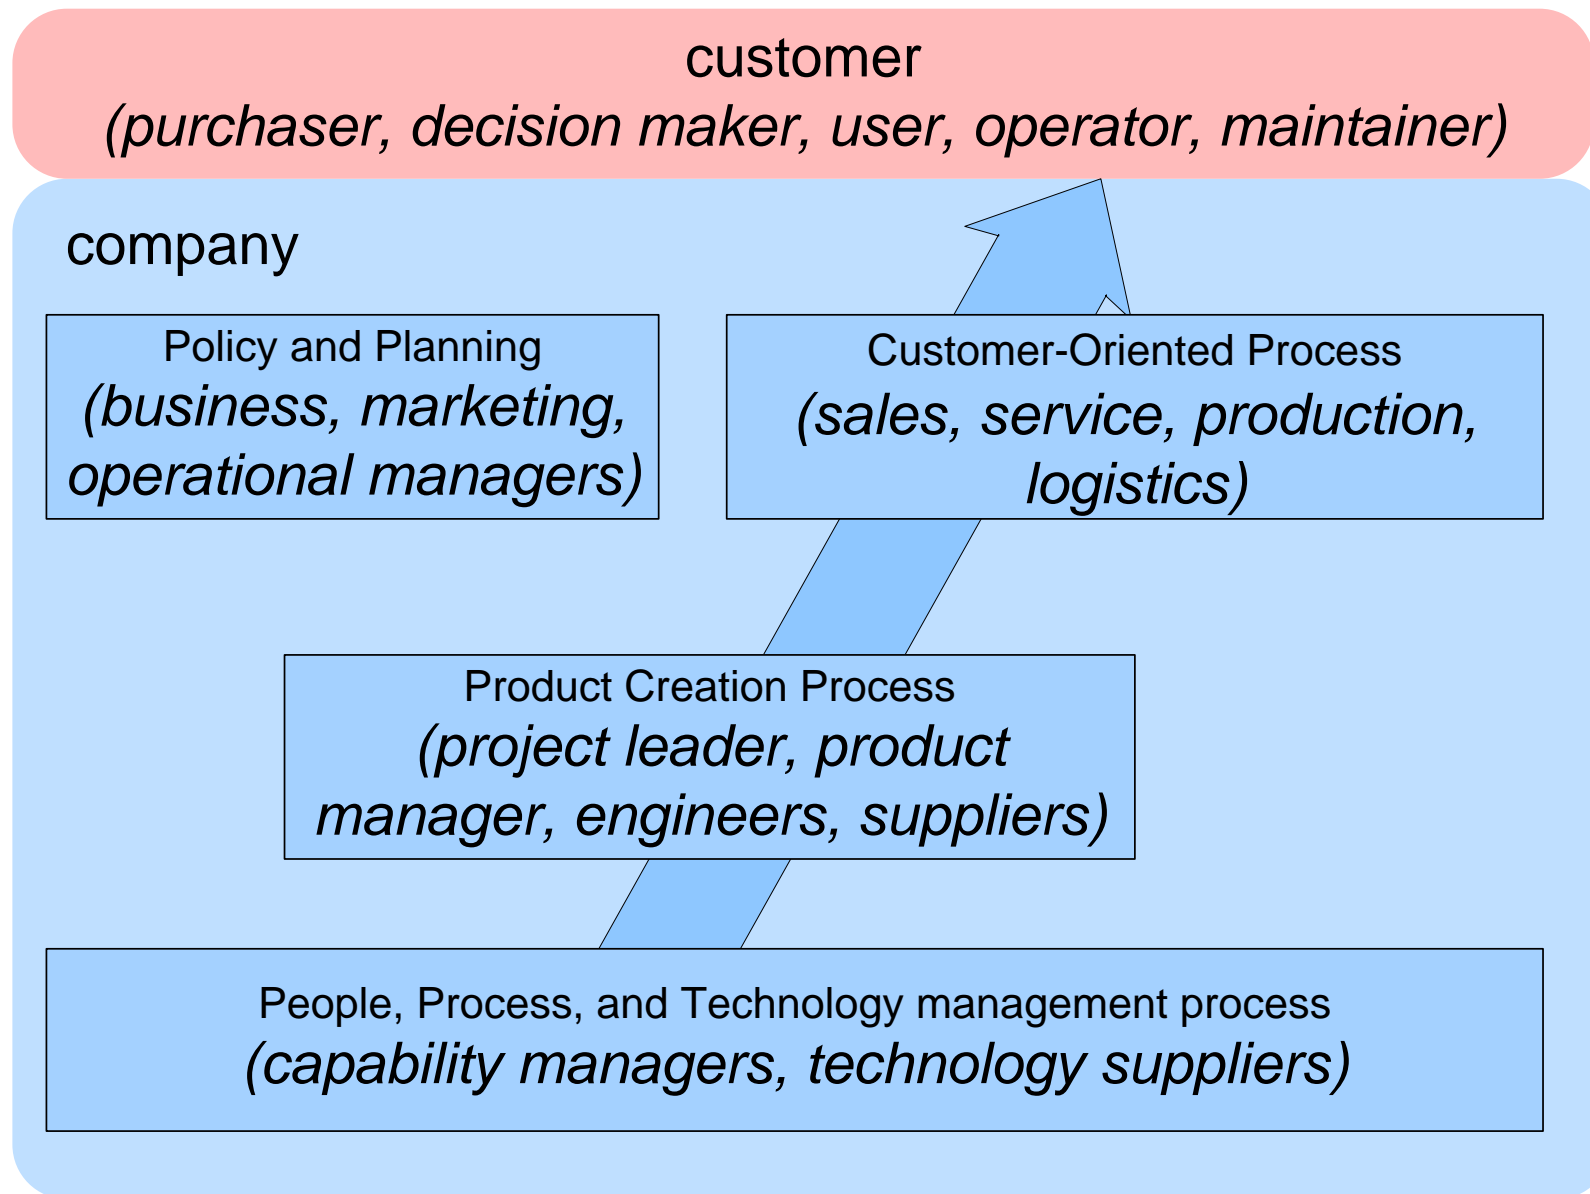 customer
(purchaser, decision maker, user, operator, maintainer)
company
Policy and Planning
(business, marketing,
operational managers)
Customer-Oriented Process
(sales, service, production,
logistics)
Product Creation Process
(project leader, product
manager, engineers, suppliers)
People, Process, and Technology management process
(capability managers, technology suppliers)